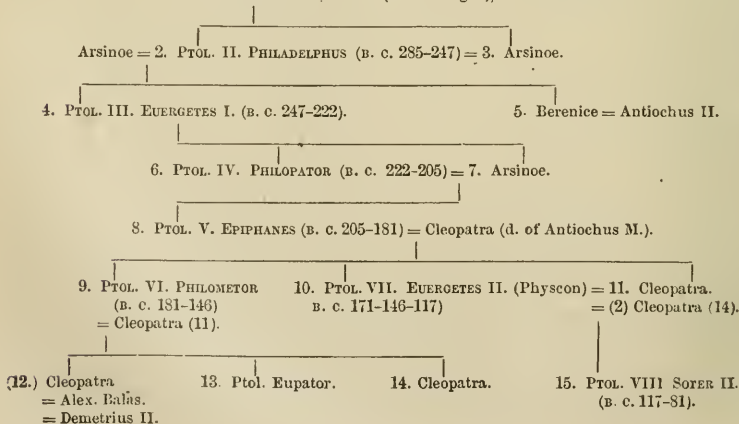 Arsinoe = 2. PTOL. II. PHILADELPHUS (B. C. 285–247) = 3. Arsinoe.
4. PTOL. III. EUERGETES I. (B. C. 247–222). 5. Berenice = Antiochus II.
6. PTOL. IV. PHILOPATOR (B. C. 222–205) = 7. Arsinoe.
8. PTOL. V. EPIPHANES (B. C. 205–181) = Cleopatra (d. of Antiochus M.).
9. PTOL. VI. PHILOMETOR 10. PTOL. VII. EUERGETES II. (Physcon) = 11. Cleopatra.
(B. C. 181–146) B. C. 171–146–117) = (2) Cleopatra (14).
= Cleopatra (11).
(12.) Cleopatra 13. Ptol. Eupator. 14. Cleopatra. 15. PTOL. VIII SOTER II.
= Alex. Balas. (B. C. 117–81).
= Demetrius II.